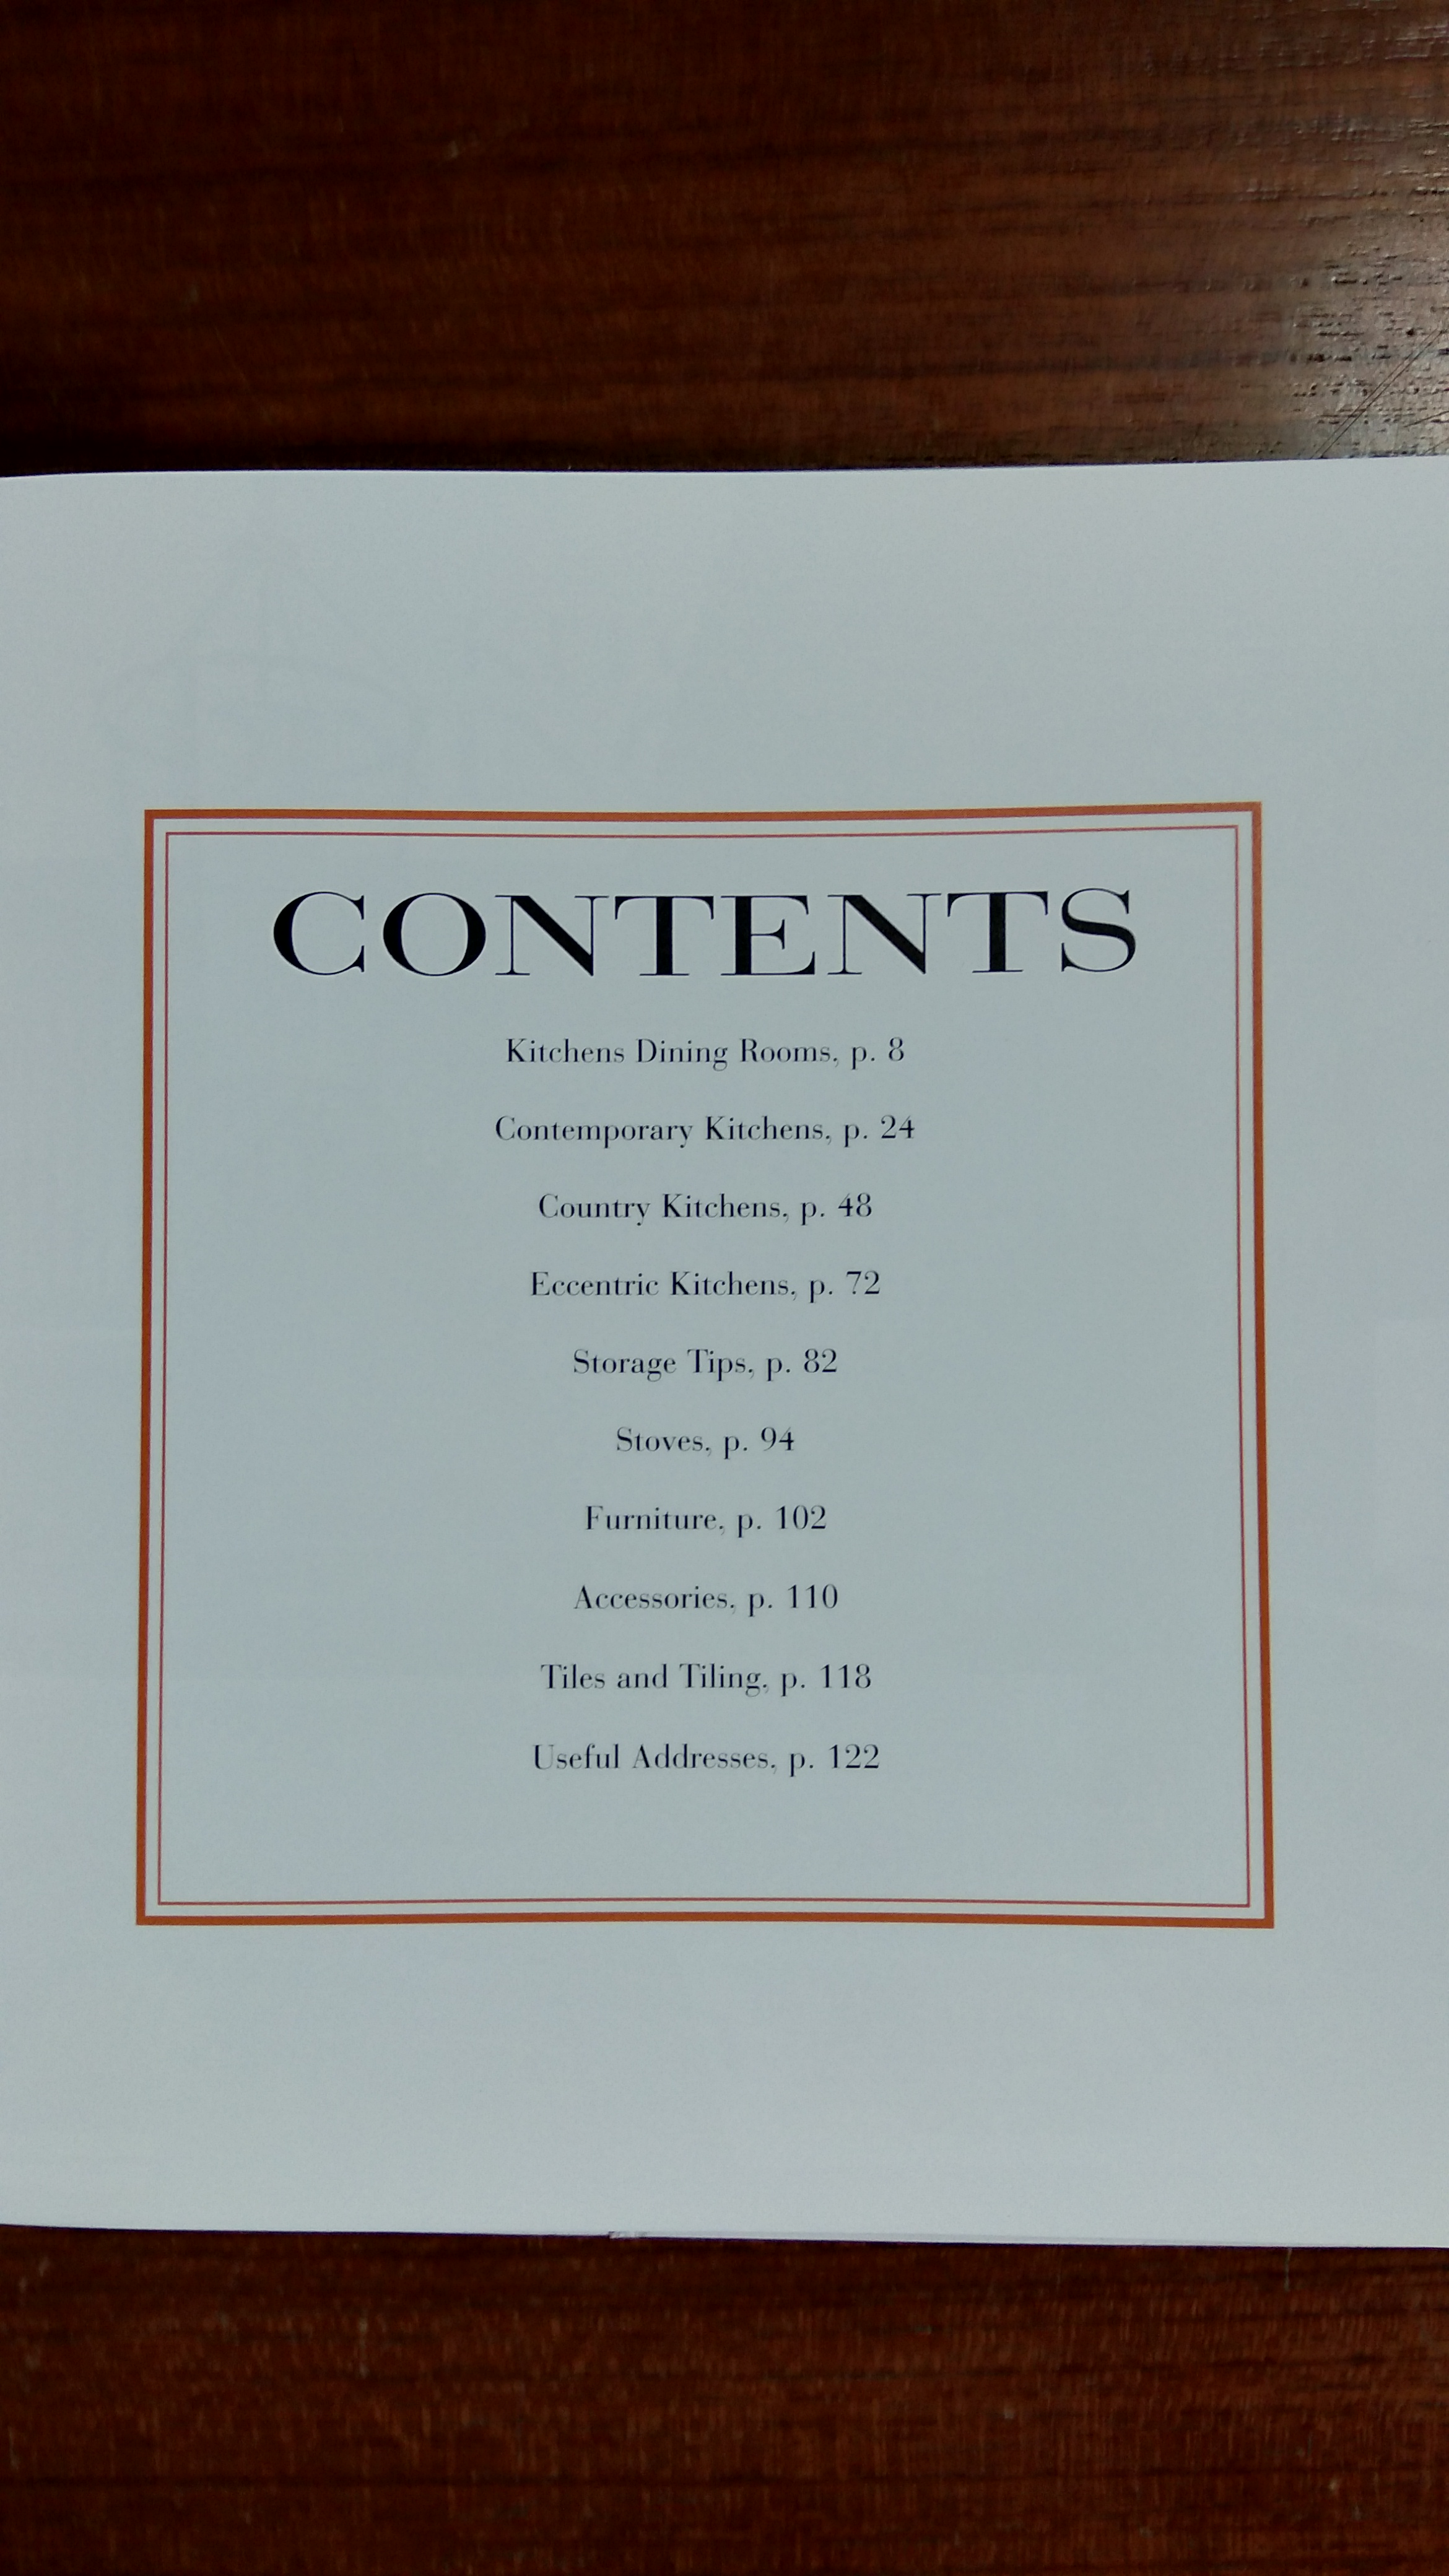 CONTENTS
Kitchens Dining Rooms, p. 8
Contemporary Kitchens, p. 24
Country Kitchens, p. 48
Eccentric Kitchens, p. 72
Storage Tips, p. 82
Stoves, p. 94
Furniture, p. 102
Accessories, p. 110
Tiles and Tiling, p. 118
Useful Addresses, p. 122